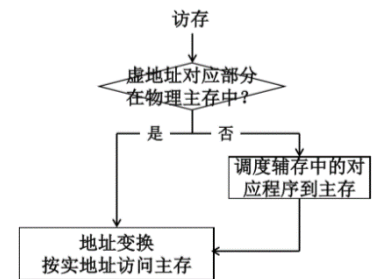 访存
虚地址对应部分
在物理主存中?
是
否
调度辅存中的对
应程序到主存
地址变换
按实地址访问主存